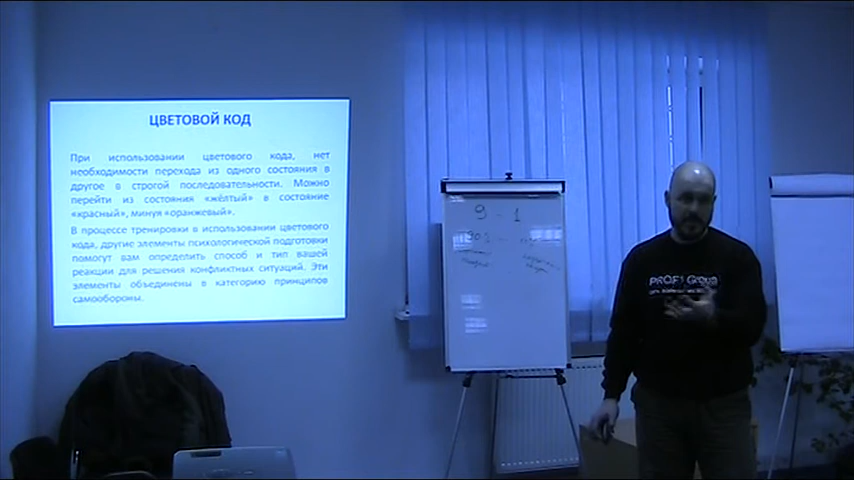 ЦВЕТОВОЙ КОД
При использовании цветового кода, нет
необходимости перехода из одного состояния в
другое в строгой последовательности. Можно
перейти из состояния «жёлтый» в состояние
«красный», минуя «оранжевый».
В процессе тренировки в использовании цветового
кода, другие элементы психологической подготовки
помогут вам определить способ и тип вашей
реакции для решения конфликтных ситуаций. Эти
элементы объединены в категорию принципов
самообороны.
9 - 1
PROFI Group